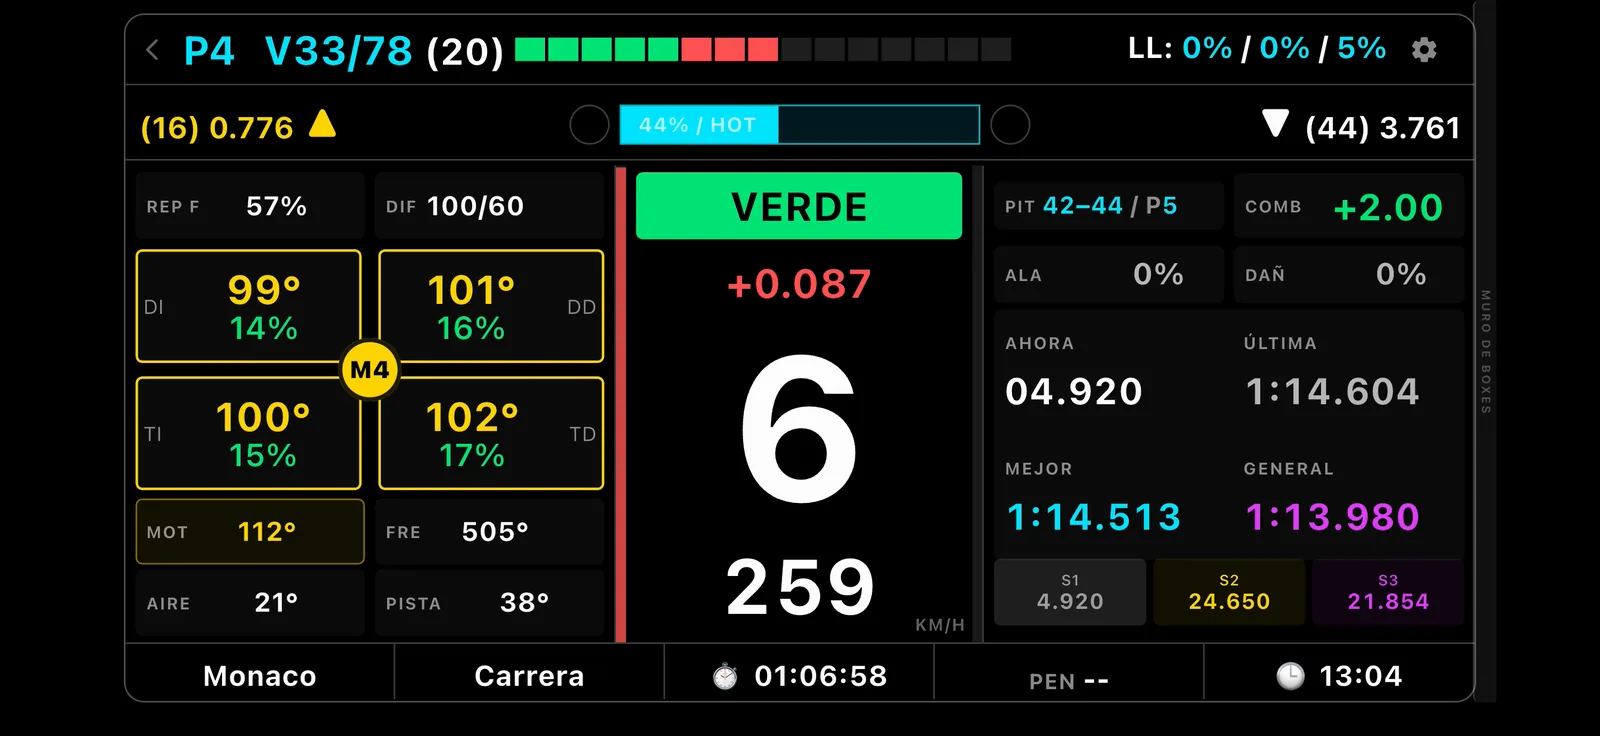 P4 V33/78 (20) LL: 0% / 0% / 5%
(16) 0.776 44% / HOT (44) 3.761
REP F 57% DIF 100/60
VERDE
PIT 42–44 / P5 COMB +2.00
DI 99° 14%
101° 16% DD
+0.087
ALA 0% DAÑ 0%
M4
6
AHORA ÚLTIMA
04.920 1:14.604
TI 100° 15%
102° 17% TD
MEJOR GENERAL
1:14.513 1:13.980
MOT 112° FRE 505°
259
KM/H
AIRE 21° PISTA 38°
S1 S2 S3
4.920 24.650 21.854
MURO DE BOXES
Monaco Carrera 01:06:58 PEN -- 13:04